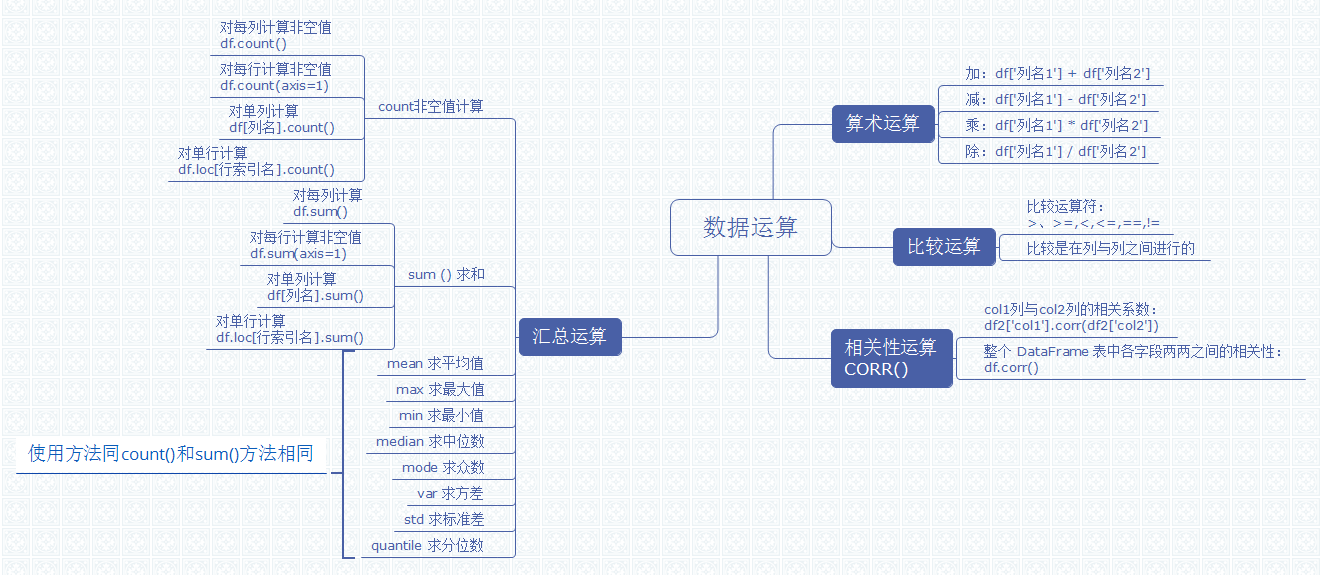 数据运算
算术运算
加：df['列名1'] + df['列名2']
减：df['列名1'] - df['列名2']
乘：df['列名1'] * df['列名2']
除：df['列名1'] / df['列名2']
比较运算
比较运算符：
>、>=,<,<=,==,!=
比较是在列与列之间进行的
相关性运算
CORR()
col1列与col2列的相关系数：
df2['col1'].corr(df2['col2'])
整个 DataFrame 表中各字段两两之间的相关性：
df.corr()
汇总运算
count非空值计算
对每列计算非空值
df.count()
对每行计算非空值
df.count(axis=1)
对单列计算
df[列名].count()
对单行计算
df.loc[行索引名].count()
sum () 求和
对每列计算
df.sum()
对每行计算非空值
df.sum(axis=1)
对单列计算
df[列名].sum()
对单行计算
df.loc[行索引名].sum()
mean 求平均值
max 求最大值
min 求最小值
median 求中位数
mode 求众数
var 求方差
std 求标准差
quantile 求分位数
使用方法同count()和sum()方法相同